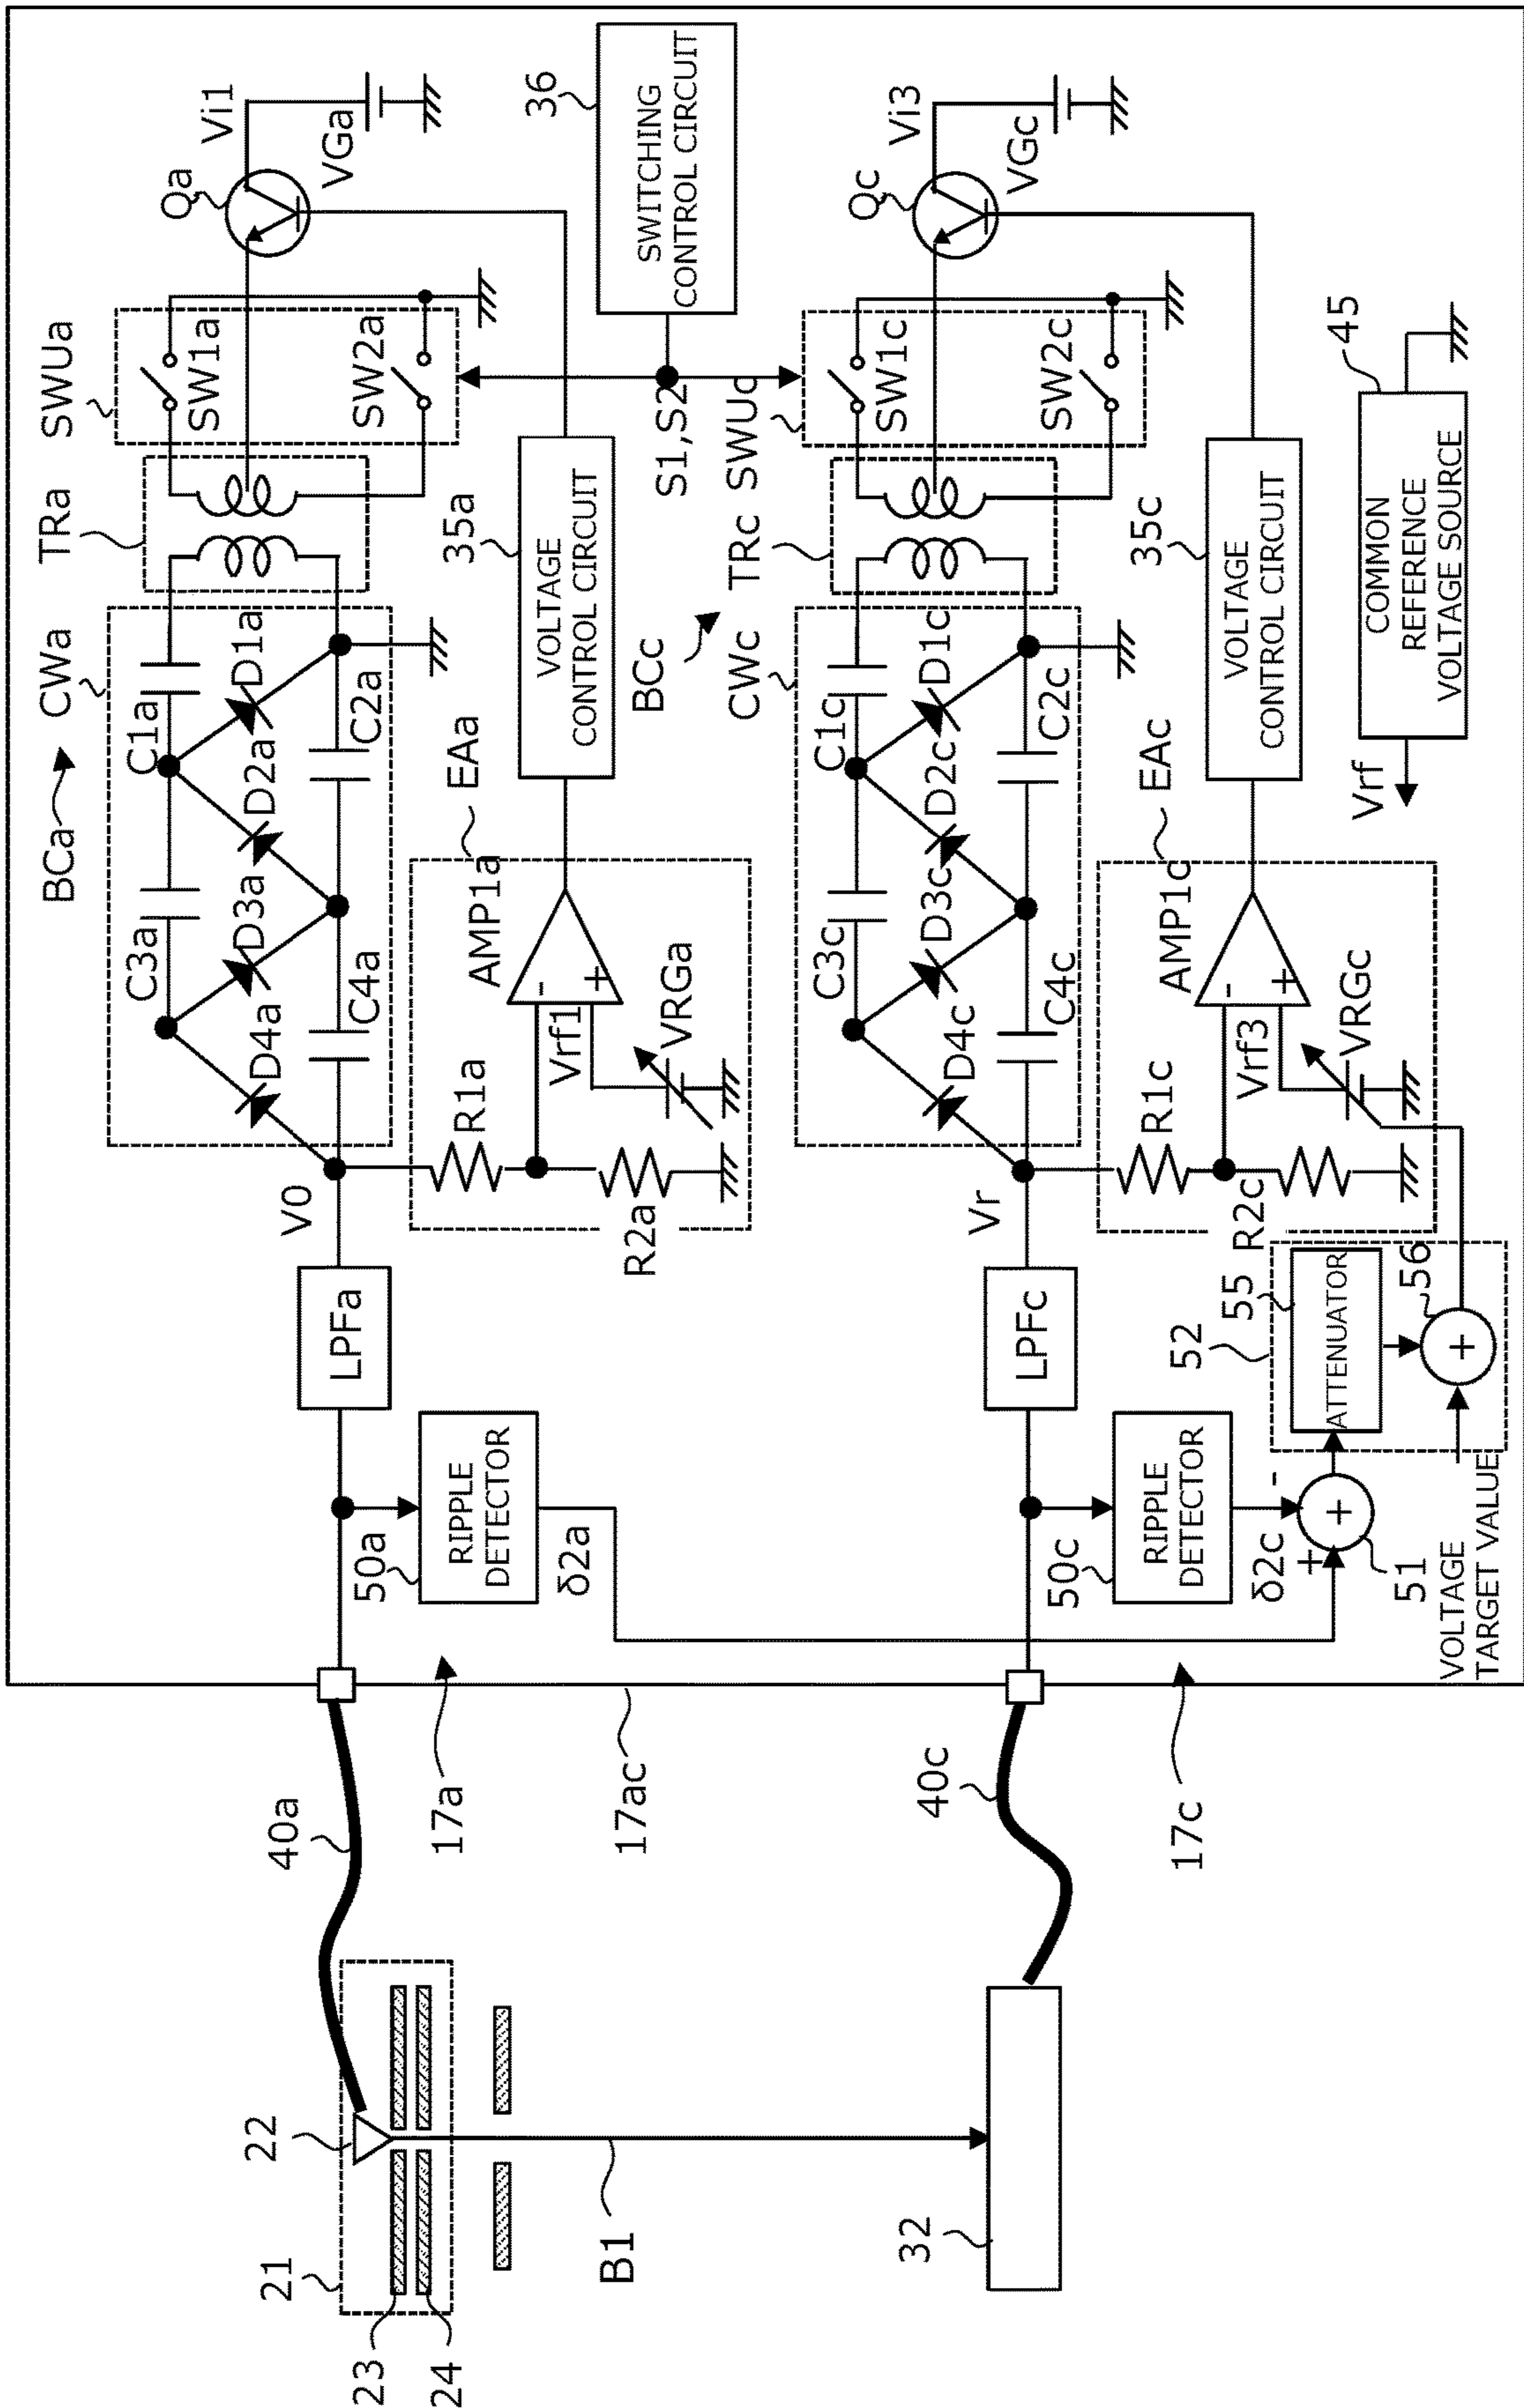 BCa
CWa
TRa
SWUa
C3a
C1a
Qa
Vi1
D4a
D3a
D2a
D1a
SW1a
VGa
C4a
C2a
SW2a
V0
LPFa
50a
RIPPLE
DETECTOR
δ2a
R1a
R2a
AMP1a
-
+
Vrf1
VRGa
EAa
35a
VOLTAGE
CONTROL CIRCUIT
36
SWITCHING
CONTROL CIRCUIT
S1,S2
40a
17a
17ac
21
22
23
24
B1
32
40c
17c
BCc
CWc
TRc
SWUc
C3c
C1c
Qc
Vi3
D4c
D3c
D2c
D1c
SW1c
VGc
C4c
C2c
SW2c
Vr
LPFc
50c
RIPPLE
DETECTOR
δ2c
-
+
+
51
R1c
R2c
AMP1c
-
+
Vrf3
VRGc
EAc
35c
VOLTAGE
CONTROL CIRCUIT
52
55
ATTENUATOR
56
+
VOLTAGE
TARGET VALUE
Vrf
COMMON
REFERENCE
VOLTAGE SOURCE
45